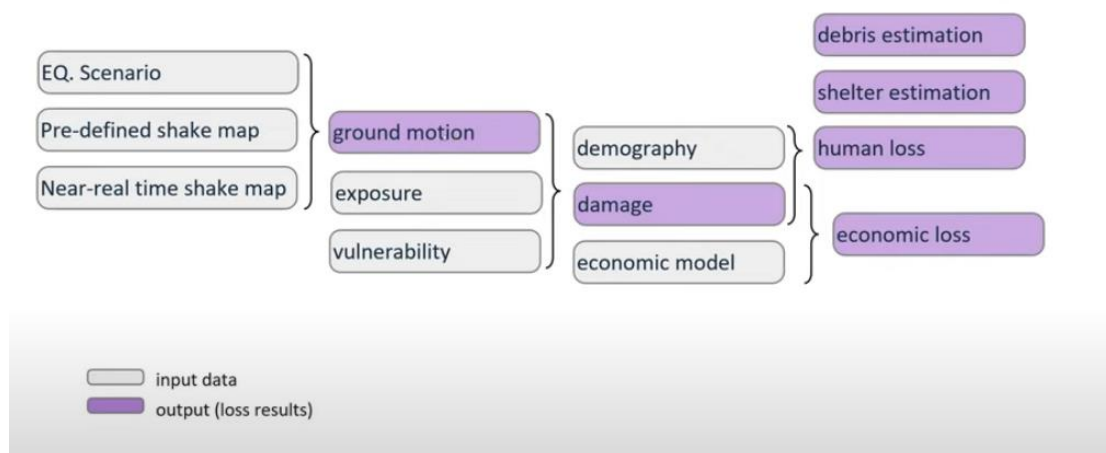 EQ. Scenario
Pre-defined shake map
Near-real time shake map
ground motion
exposure
vulnerability
demography
damage
economic model
debris estimation
shelter estimation
human loss
economic loss
input data
output (loss results)